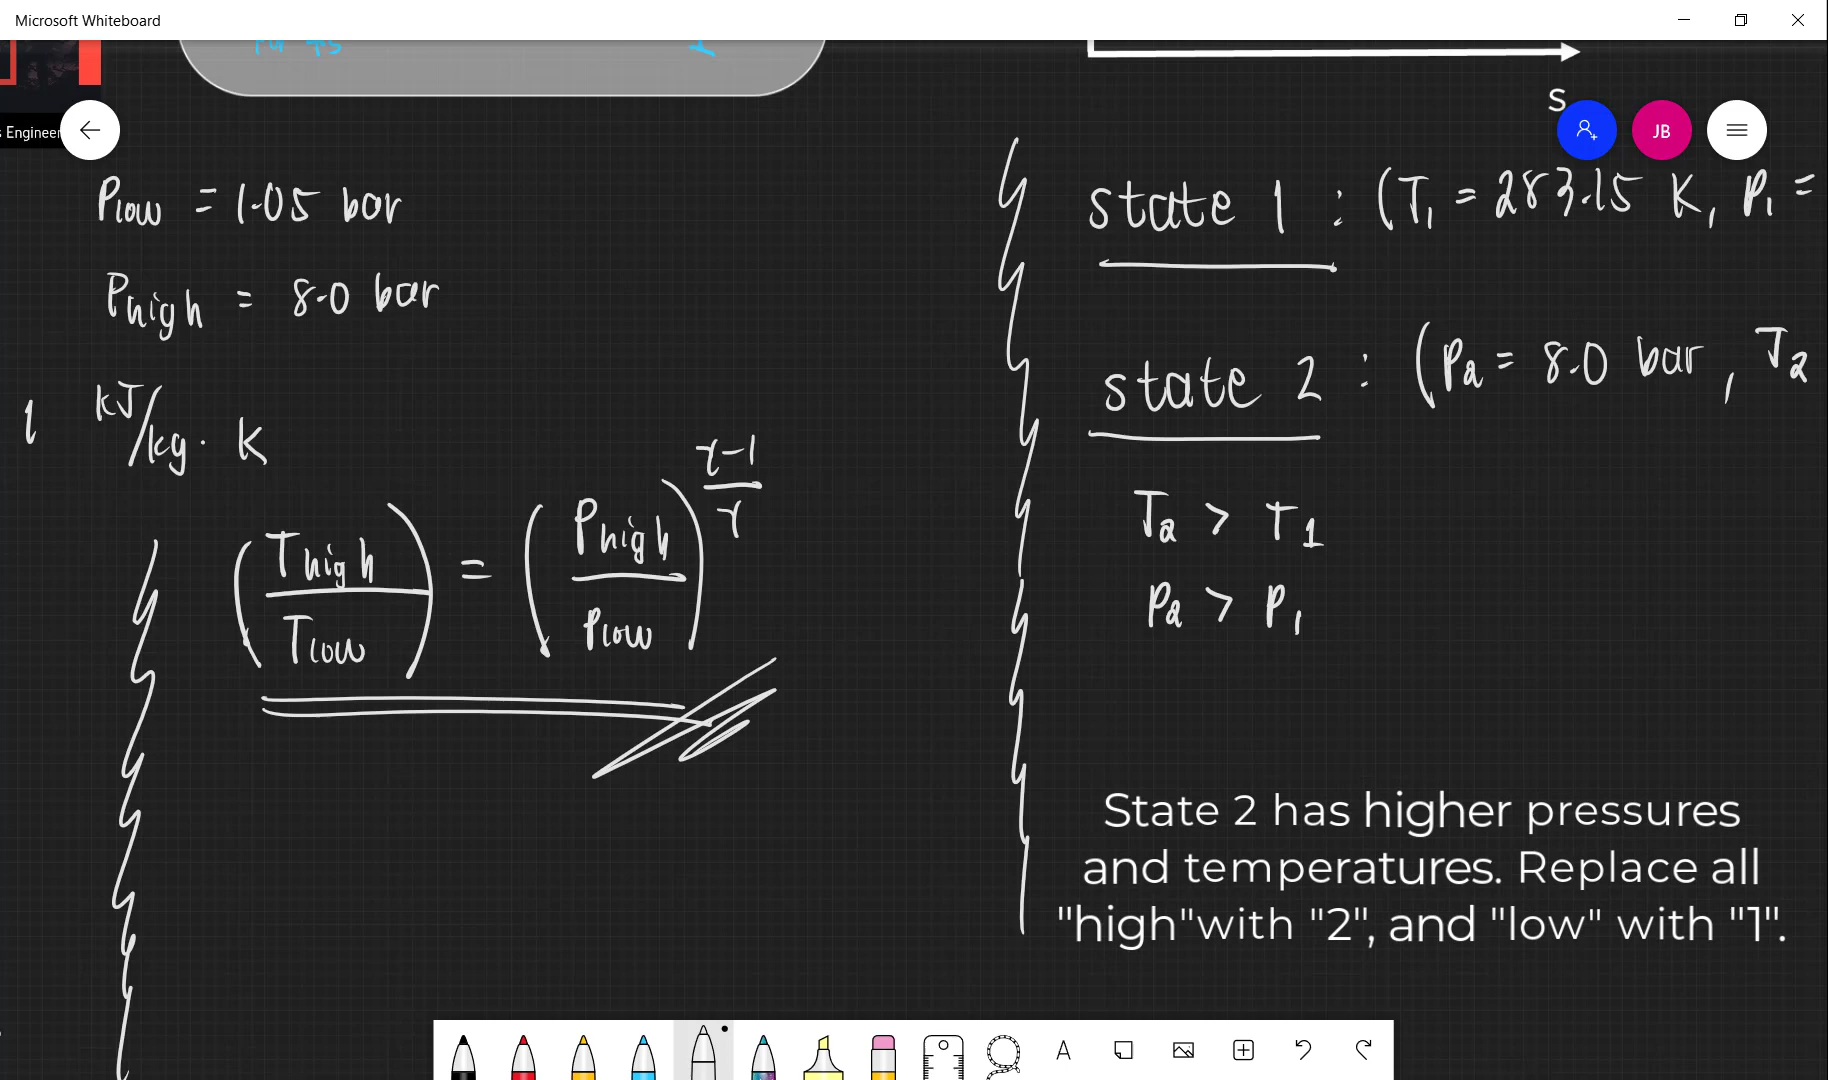 Microsoft Whiteboard
s Engineer
s
JB
Plow = 1.05 bar
Phigh = 8.0 bar
kJ/kg. K
(Thigh/Tlow) = (Phigh/Plow)^(γ-1)/γ
state 1 : (T1 = 283.15 K, P1 =
state 2 : (P2 = 8.0 bar, T2
T2 > T1
P2 > P1
State 2 has higher pressures
and temperatures. Replace all
"high"with "2", and "low" with "1".
A